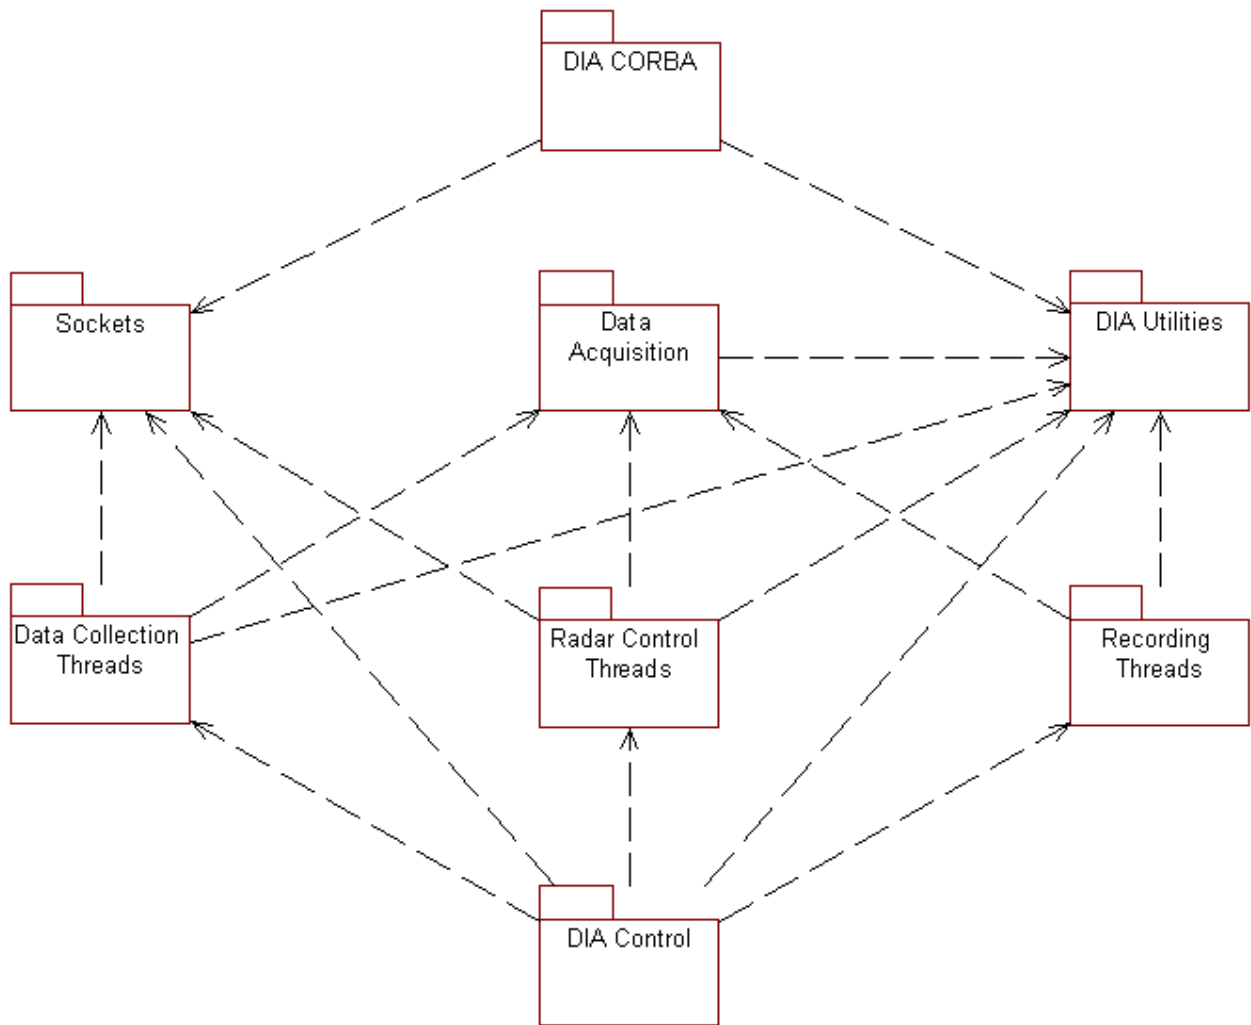 DIA CORBA
Sockets
Data
Acquisition
DIA Utilities
Data Collection
Threads
Radar Control
Threads
Recording
Threads
DIA Control